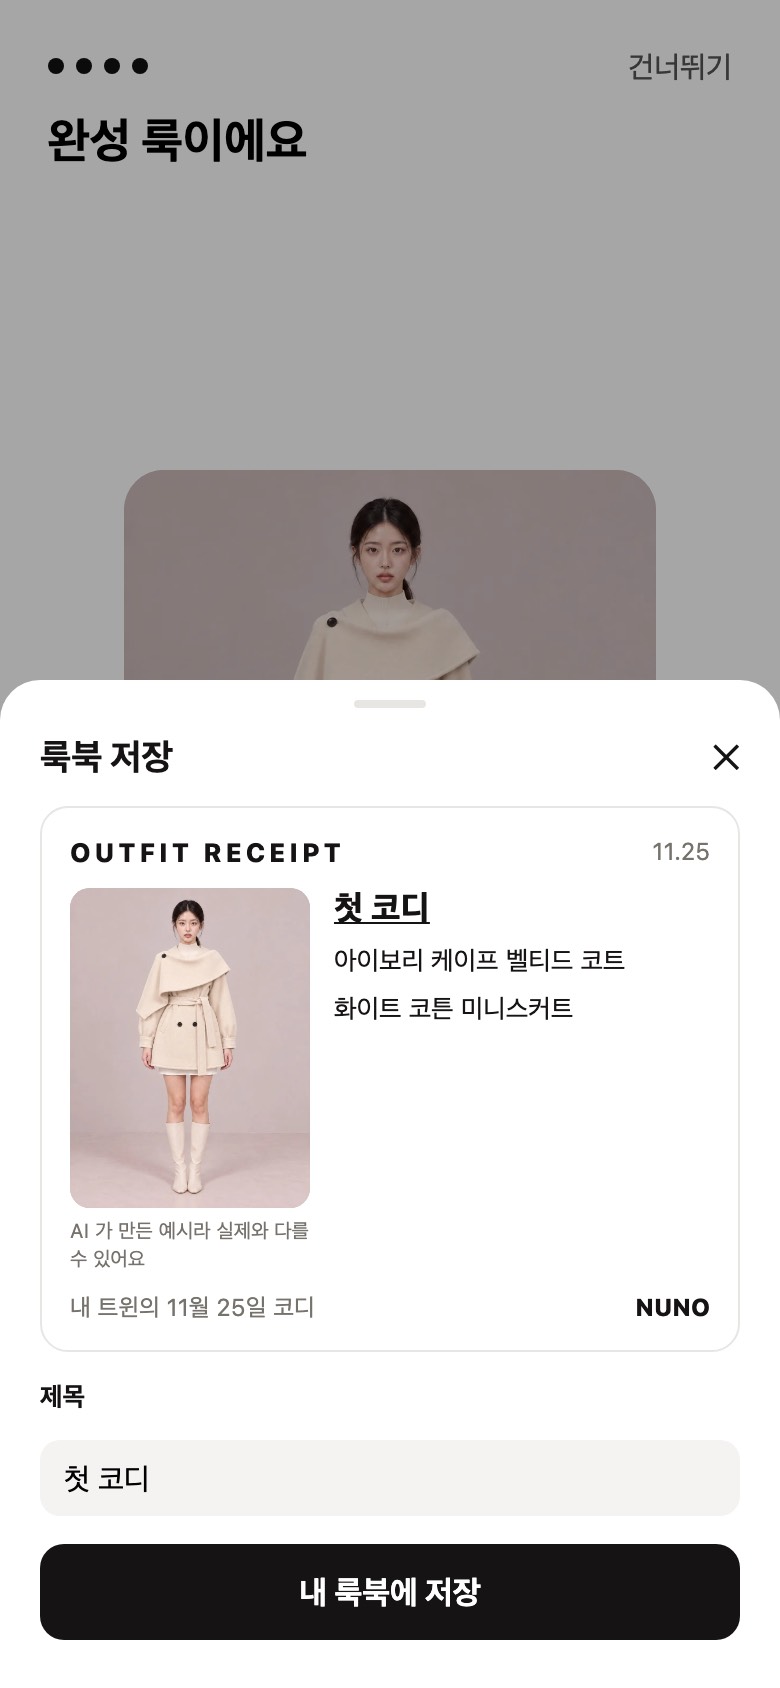 건너뛰기
완성 룩이에요
룩북 저장
OUTFIT RECEIPT
11.25
첫 코디
아이보리 케이프 벨티드 코트
화이트 코튼 미니스커트
AI 가 만든 예시라 실제와 다를
수 있어요
내 트윈의 11월 25일 코디
NUNO
제목
첫 코디
내 룩북에 저장